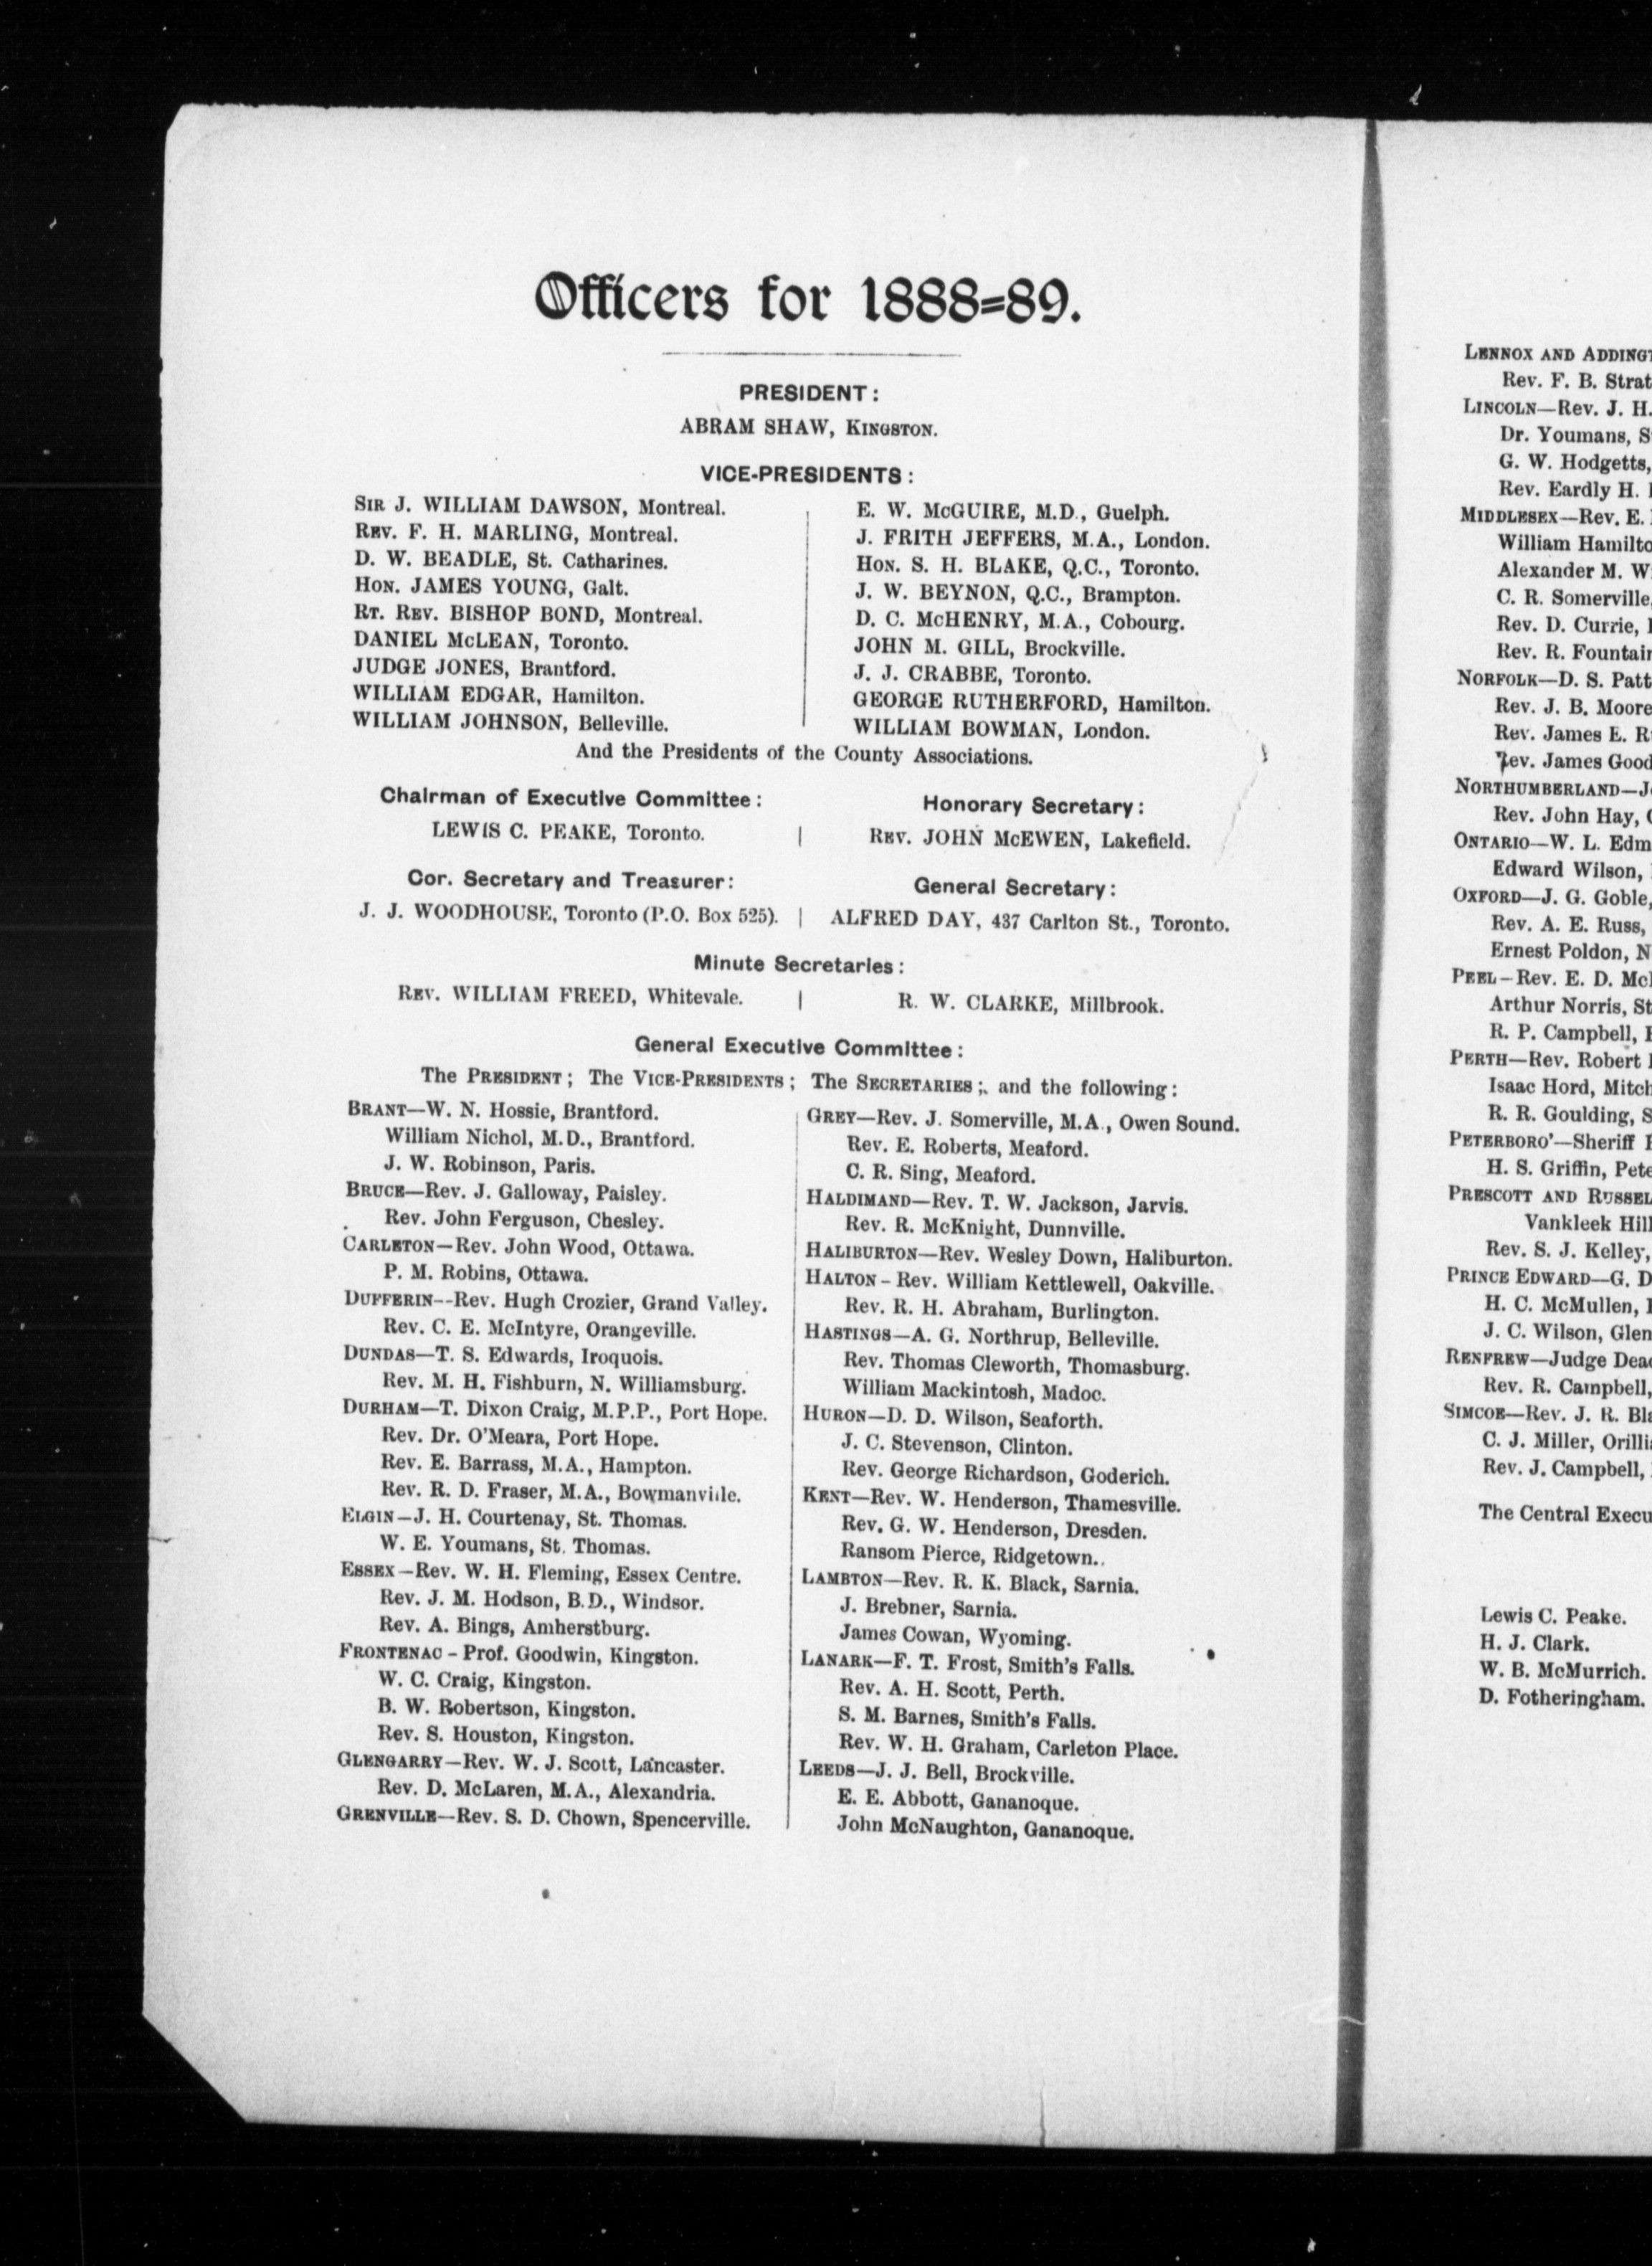 Officers for 1888=89.
PRESIDENT:
ABRAM SHAW, KINGSTON.
VICE-PRESIDENTS:
SIR J. WILLIAM DAWSON, Montreal.
REV. F. H. MARLING, Montreal.
D. W. BEADLE, St. Catharines.
HON. JAMES YOUNG, Galt.
RT. REV. BISHOP BOND, Montreal.
DANIEL McLEAN, Toronto.
JUDGE JONES, Brantford.
WILLIAM EDGAR, Hamilton.
WILLIAM JOHNSON, Belleville.
E. W. McGUIRE, M.D., Guelph.
J. FRITH JEFFERS, M.A., London.
HON. S. H. BLAKE, Q.C., Toronto.
J. W. BEYNON, Q.C., Brampton.
D. C. McHENRY, M.A., Cobourg.
JOHN M. GILL, Brockville.
J. J. CRABBE, Toronto.
GEORGE RUTHERFORD, Hamilton.
WILLIAM BOWMAN, London.
And the Presidents of the County Associations.
Chairman of Executive Committee:
LEWIS C. PEAKE, Toronto.
Honorary Secretary:
REV. JOHN McEWEN, Lakefield.
Cor. Secretary and Treasurer:
J. J. WOODHOUSE, Toronto (P.O. Box 525).
General Secretary:
ALFRED DAY, 437 Carlton St., Toronto.
Minute Secretaries:
REV. WILLIAM FREED, Whitevale.
R. W. CLARKE, Millbrook.
General Executive Committee:
The PRESIDENT; The VICE-PRESIDENTS; The SECRETARIES; and the following:
BRANT—W. N. Hossie, Brantford.
William Nichol, M.D., Brantford.
J. W. Robinson, Paris.
BRUCE—Rev. J. Galloway, Paisley.
Rev. John Ferguson, Chesley.
CARLETON—Rev. John Wood, Ottawa.
P. M. Robins, Ottawa.
DUFFERIN--Rev. Hugh Crozier, Grand Valley.
Rev. C. E. McIntyre, Orangeville.
DUNDAS—T. S. Edwards, Iroquois.
Rev. M. H. Fishburn, N. Williamsburg.
DURHAM—T. Dixon Craig, M.P.P., Port Hope.
Rev. Dr. O'Meara, Port Hope.
Rev. E. Barrass, M.A., Hampton.
Rev. R. D. Fraser, M.A., Bowmanville.
ELGIN—J. H. Courtenay, St. Thomas.
W. E. Youmans, St. Thomas.
ESSEX—Rev. W. H. Fleming, Essex Centre.
Rev. J. M. Hodson, B.D., Windsor.
Rev. A. Bings, Amherstburg.
FRONTENAC - Prof. Goodwin, Kingston.
W. C. Craig, Kingston.
B. W. Robertson, Kingston.
Rev. S. Houston, Kingston.
GLENGARRY—Rev. W. J. Scott, Lancaster.
Rev. D. McLaren, M.A., Alexandria.
GRENVILLE—Rev. S. D. Chown, Spencerville.
GREY—Rev. J. Somerville, M.A., Owen Sound.
Rev. E. Roberts, Meaford.
C. R. Sing, Meaford.
HALDIMAND—Rev. T. W. Jackson, Jarvis.
Rev. R. McKnight, Dunnville.
HALIBURTON—Rev. Wesley Down, Haliburton.
HALTON - Rev. William Kettlewell, Oakville.
Rev. R. H. Abraham, Burlington.
HASTINGS—A. G. Northrup, Belleville.
Rev. Thomas Cleworth, Thomasburg.
William Mackintosh, Madoc.
HURON—D. D. Wilson, Seaforth.
J. C. Stevenson, Clinton.
Rev. George Richardson, Goderich.
KENT—Rev. W. Henderson, Thamesville.
Rev. G. W. Henderson, Dresden.
Ransom Pierce, Ridgetown.
LAMBTON—Rev. R. K. Black, Sarnia.
J. Brebner, Sarnia.
James Cowan, Wyoming.
LANARK—F. T. Frost, Smith's Falls.
Rev. A. H. Scott, Perth.
S. M. Barnes, Smith's Falls.
Rev. W. H. Graham, Carleton Place.
LEEDS—J. J. Bell, Brockville.
E. E. Abbott, Gananoque.
John McNaughton, Gananoque.
LENNOX AND
Rev. F. B.
LINCOLN—Rev. J. H.
Dr. Youmans,
G. W. Hodgetts,
Rev. Eardly H.
MIDDLESEX—Rev. E.
William
Alexander M.
C. R. Somerville,
Rev. D. Currie,
Rev. R.
NORFOLK—D. S.
Rev. J. B. Moore
Rev. James E.
Rev. James
NORTHUMBERLAND—
Rev. John Hay,
ONTARIO—W. L.
Edward Wilson,
OXFORD—J. G. Goble,
Rev. A. E. Russ,
Ernest Poldon,
PEEL—Rev. E. D.
Arthur Norris,
R. P. Campbell,
PERTH—Rev. Robert
Isaac Hord,
R. R. Goulding,
PETERBORO'—Sheriff
H. S. Griffin,
PRESCOTT AND
Vankleek
Rev. S. J. Kelley,
PRINCE EDWARD—G.
H. C. McMullen,
J. C. Wilson,
RENFREW—Judge
Rev. R. Campbell,
SIMCOE—Rev. J. R.
C. J. Miller,
Rev. J. Campbell,
The Central
Lewis C. Peake.
H. J. Clark.
W. B. McMurrich.
D. Fotheringham.